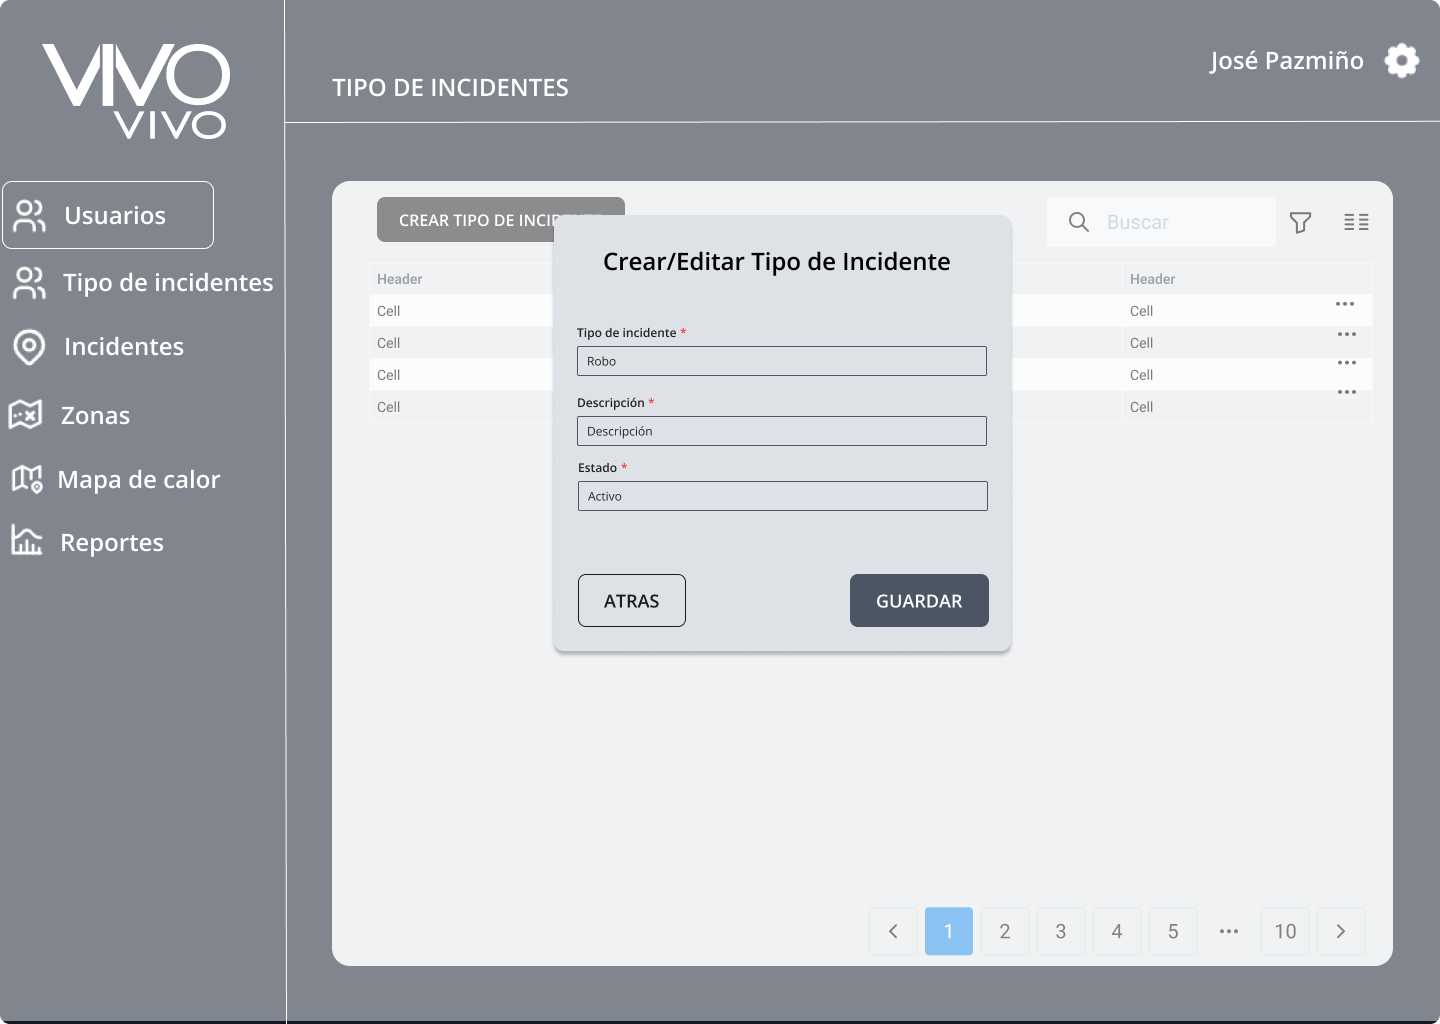 VIVO
VIVO
TIPO DE INCIDENTES
José Pazmiño
Usuarios
Tipo de incidentes
Incidentes
Zonas
Mapa de calor
Reportes
CREAR TIPO DE INCIDENTE
Buscar
Header
Header
Cell
Cell
Cell
Cell
Cell
Cell
Cell
Cell
Crear/Editar Tipo de Incidente
Tipo de incidente *
Robo
Descripción *
Descripción
Estado *
Activo
ATRAS
GUARDAR
1 2 3 4 5 ••• 10